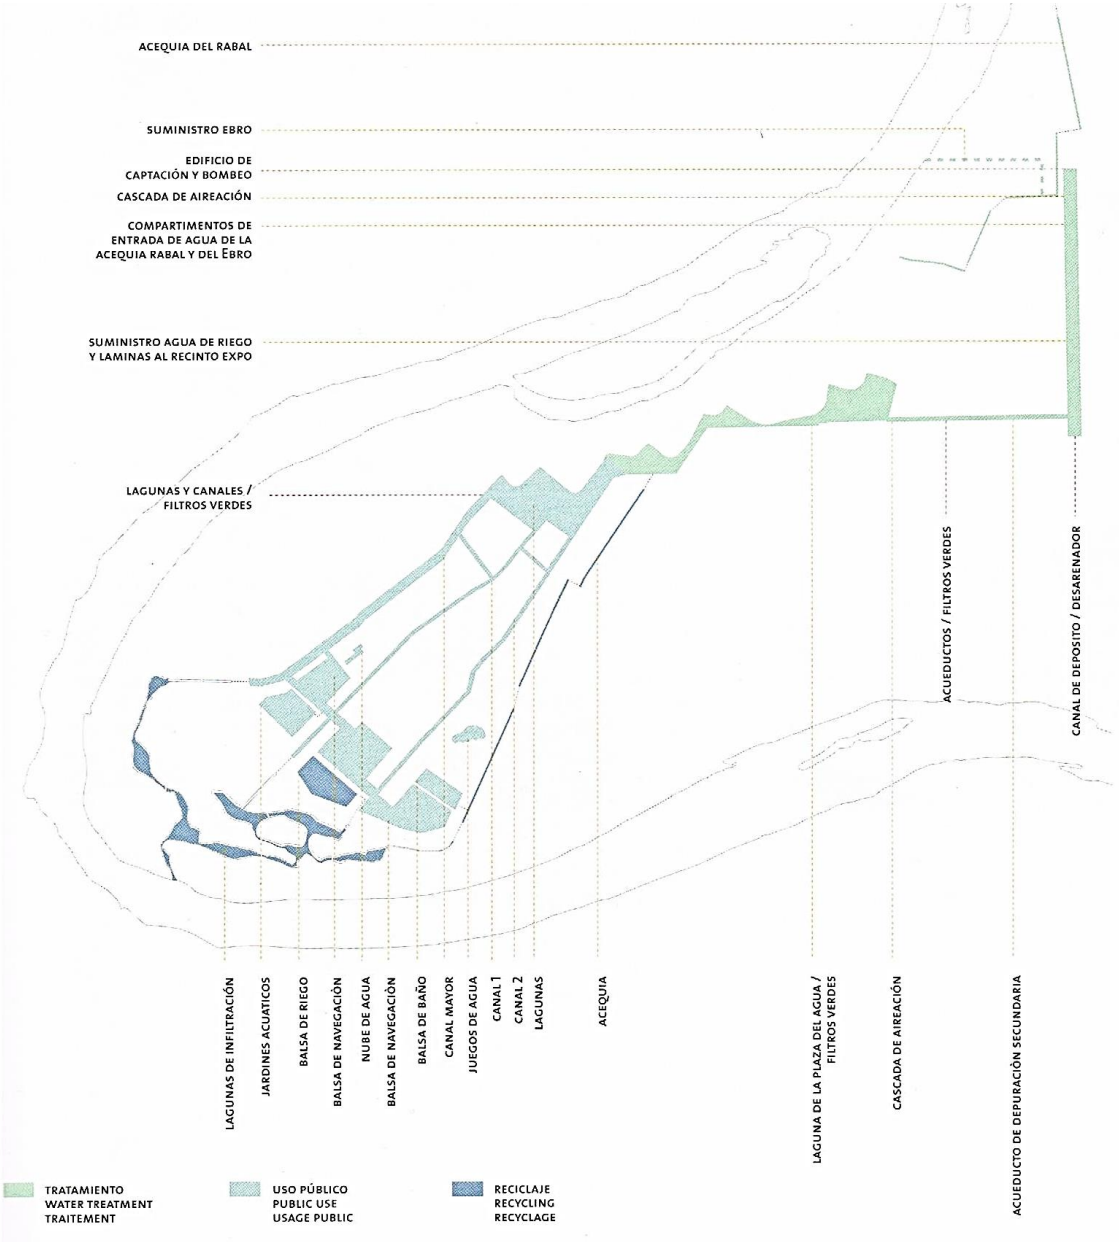 ACEQUIA DEL RABAL
SUMINISTRO EBRO
EDIFICIO DE
CAPTACIÓN Y BOMBEO
CASCADA DE AIREACIÓN
COMPARTIMENTOS DE
ENTRADA DE AGUA DE LA
ACEQUIA RABAL Y DEL EBRO
SUMINISTRO AGUA DE RIEGO
Y LAMINAS AL RECINTO EXPO
LAGUNAS Y CANALES /
FILTROS VERDES
ACUEDUCTOS / FILTROS VERDES
CANAL DE DEPOSITO / DESARENADOR
LAGUNAS DE INFILTRACIÓN
JARDINES ACUATICOS
BALSA DE RIEGO
BALSA DE NAVEGACIÓN
NUBE DE AGUA
BALSA DE NAVEGACIÓN
BALSA DE BAÑO
CANAL MAYOR
JUEGOS DE AGUA
CANAL 1
CANAL 2
LAGUNAS
ACEQUIA
LAGUNA DE LA PLAZA DEL AGUA /
FILTROS VERDES
CASCADA DE AIREACIÓN
ACUEDUCTO DE DEPURACIÓN SECUNDARIA
TRATAMIENTO
WATER TREATMENT
TRAITEMENT
USO PÚBLICO
PUBLIC USE
USAGE PUBLIC
RECICLAJE
RECYCLING
RECYCLAGE